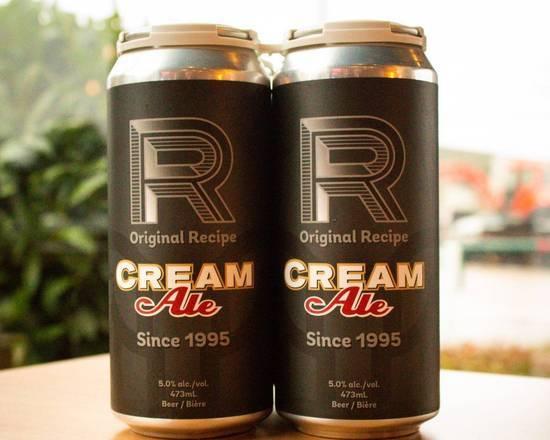 R
Original Recipe
CREAM
Ale
Since 1995
5.0% alc./vol.
473mL
Beer / Bière
R
Original Recipe
CREAM
Ale
Since 1995
5.0% alc./vol.
473mL
Beer / Bière